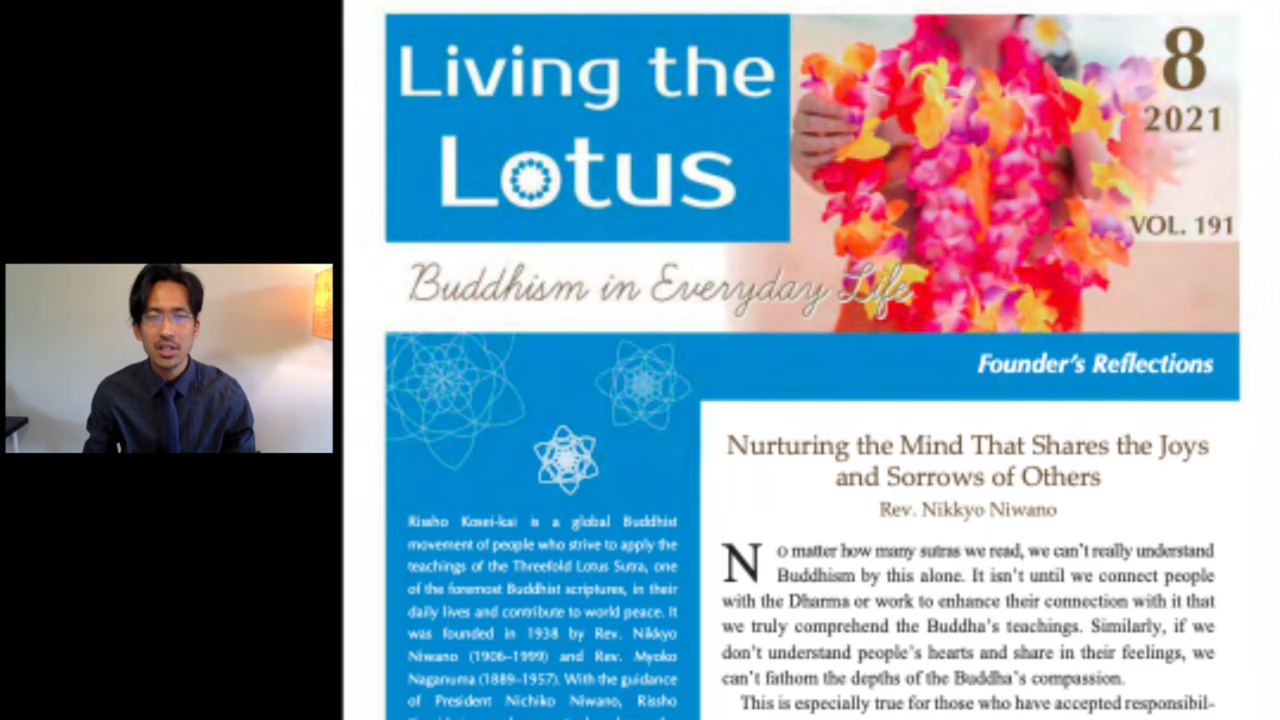 Living the
Lotus
8
2021
VOL. 191
Buddhism in Everyday Life
Founder's Reflections
Nurturing the Mind That Shares the Joys
and Sorrows of Others
Rev. Nikkyo Niwano
No matter how many sutras we read, we can't really understand
Buddhism by this alone. It isn't until we connect people
with the Dharma or work to enhance their connection with it that
we truly comprehend the Buddha's teachings. Similarly, if we
don't understand people's hearts and share in their feelings, we
can't fathom the depths of the Buddha's compassion.
This is especially true for those who have accepted responsibil-
Rissho Kosei-kai is a global Buddhist
movement of people who strive to apply the
teachings of the Threefold Lotus Sutra, one
of the foremost Buddhist scriptures, in their
daily lives and contribute to world peace. It
was founded in 1938 by Rev. Nikkyo
Niwano (1906–1999) and Rev. Myoko
Naganuma (1889–1957). With the guidance
of President Nichiko Niwano, Rissho